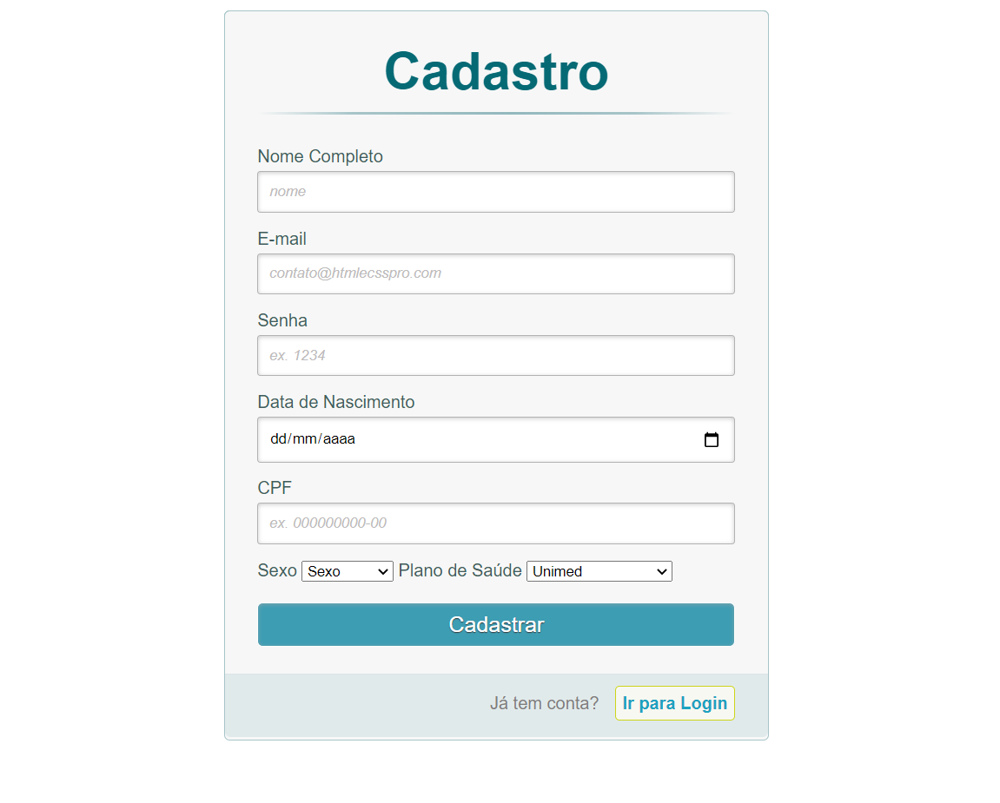 Cadastro
Nome Completo
nome
E-mail
contato@htmlecsspro.com
Senha
ex. 1234
Data de Nascimento
dd/mm/aaaa
CPF
ex. 000000000-00
Sexo Sexo Plano de Saúde Unimed
Cadastrar
Já tem conta? Ir para Login